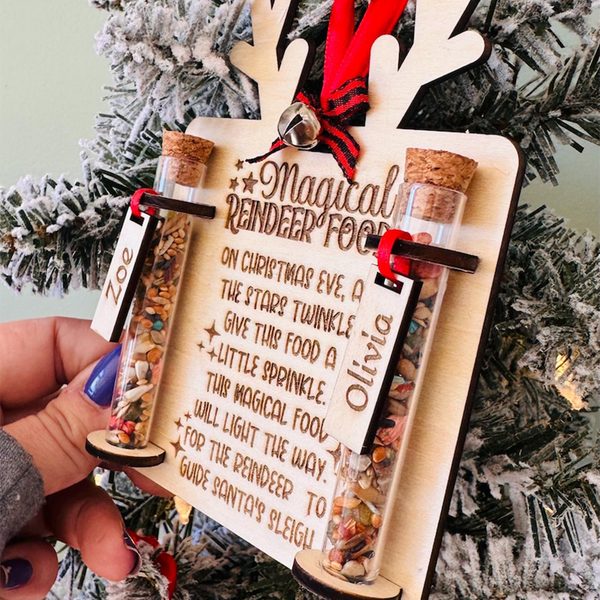 Magical
REINDEER FOOD
ON CHRISTMAS EVE, A
THE STARS TWINKLE
GIVE THIS FOOD A
LITTLE SPRINKLE.
THIS MAGICAL FOOD
WILL LIGHT THE WAY.
FOR THE REINDEER TO
GUIDE SANTA'S SLEIGH
Zoe
Olivia